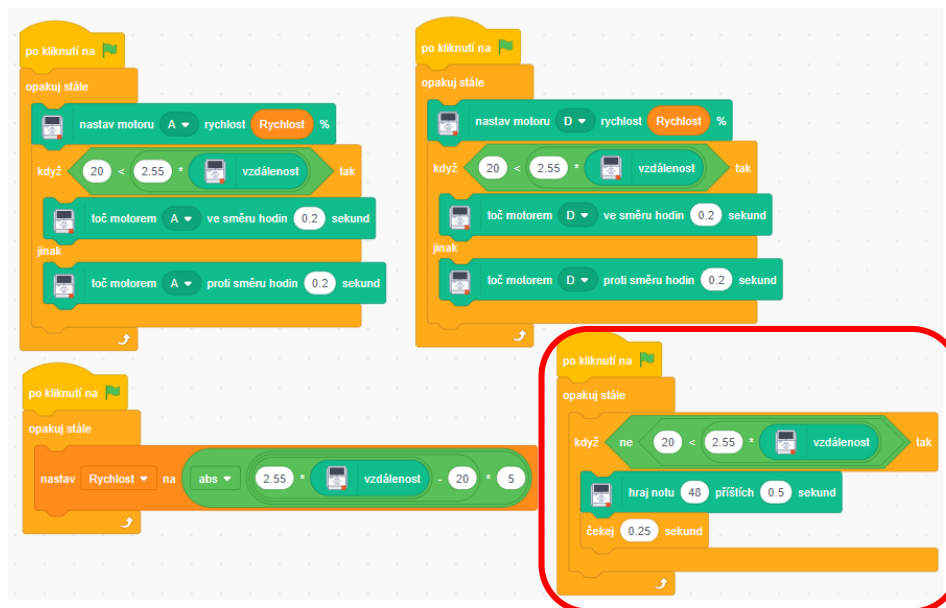 po kliknutí na
opakuj stále
nastav motoru A rychlost Rychlost %
když 20 < 2.55 * vzdálenost tak
toč motorem A ve směru hodin 0.2 sekund
jinak
toč motorem A proti směru hodin 0.2 sekund
po kliknutí na
opakuj stále
nastav motoru D rychlost Rychlost %
když 20 < 2.55 * vzdálenost tak
toč motorem D ve směru hodin 0.2 sekund
jinak
toč motorem D proti směru hodin 0.2 sekund
po kliknutí na
opakuj stále
nastav Rychlost na abs 2.55 * vzdálenost - 20 * 5
po kliknutí na
opakuj stále
když ne 20 < 2.55 * vzdálenost tak
hraj notu 48 příštích 0.5 sekund
čekej 0.25 sekund